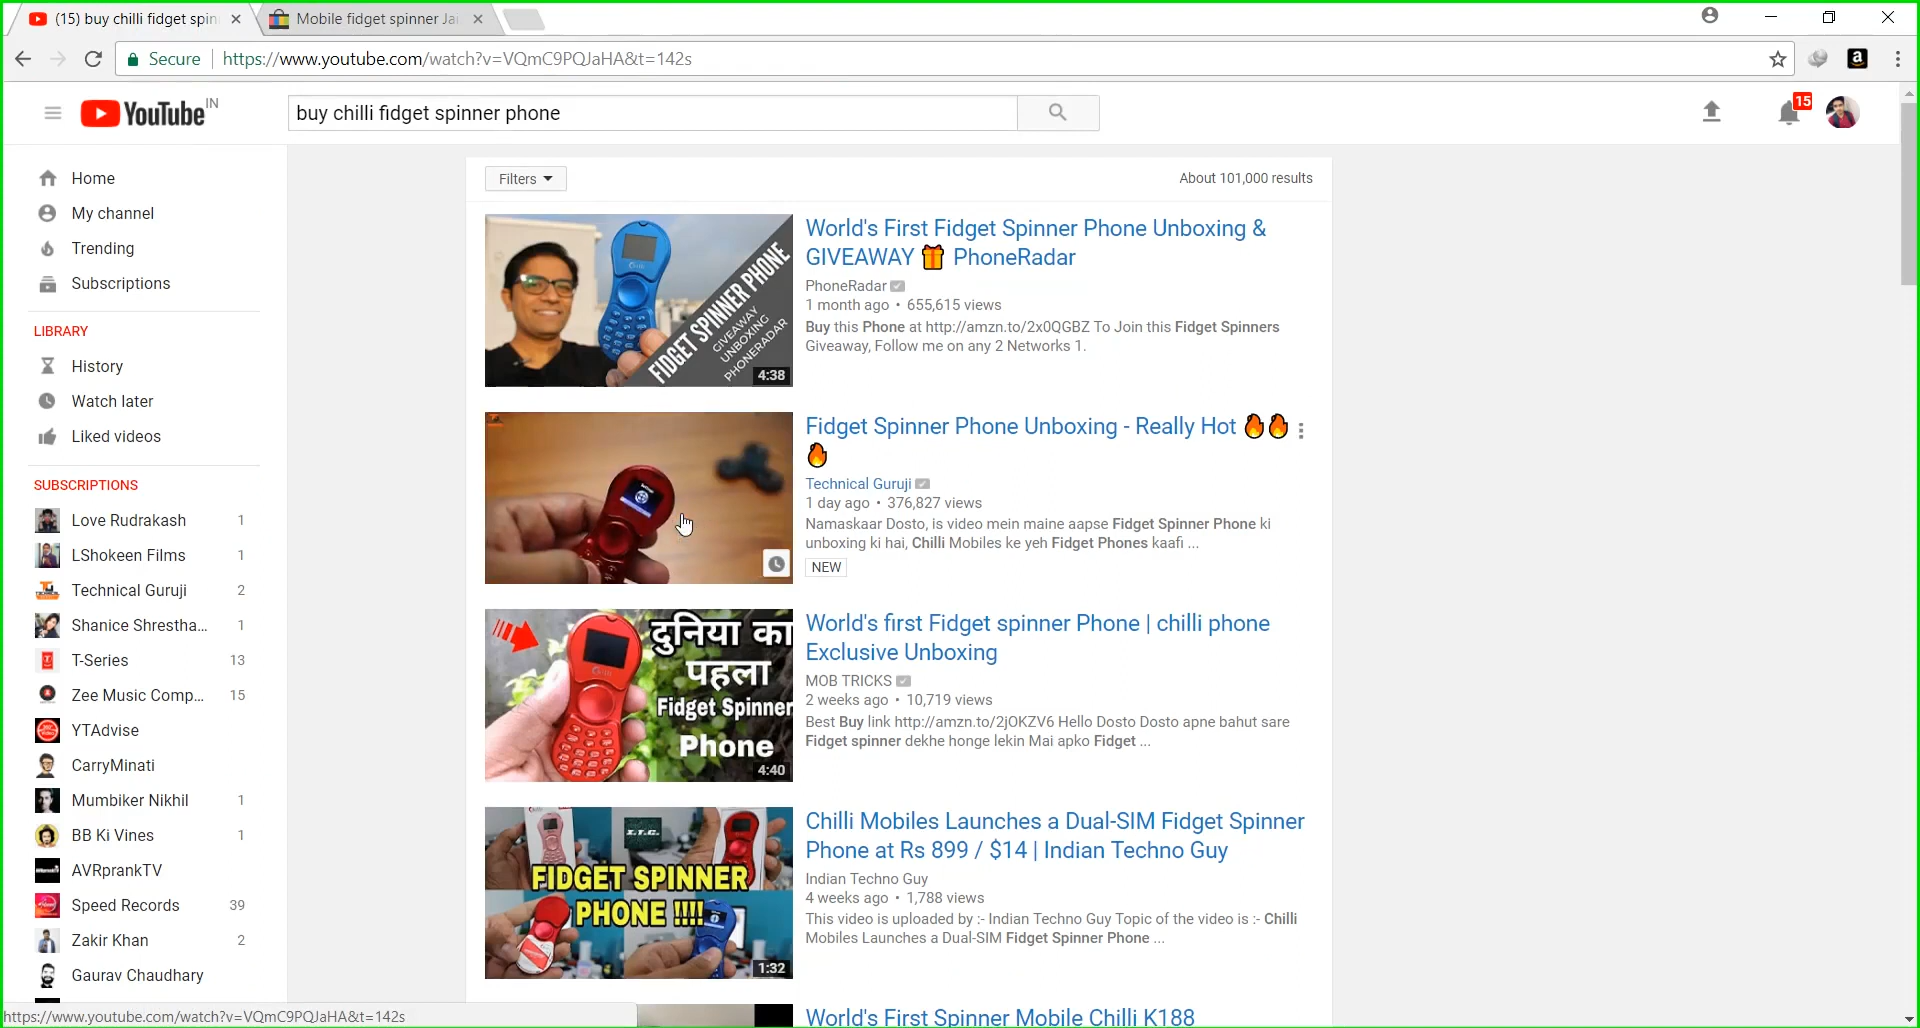 (15) buy chilli fidget spin
Mobile fidget spinner Jai
Secure
https://www.youtube.com/watch?v=VQmC9PQJaHA&t=142s
YouTube IN
buy chilli fidget spinner phone
15
Home
My channel
Trending
Subscriptions
LIBRARY
History
Watch later
Liked videos
SUBSCRIPTIONS
Love Rudrakash 1
LShokeen Films 1
Technical Guruji 2
Shanice Shrestha... 1
T-Series 13
Zee Music Comp... 15
YTAdvise
CarryMinati
Mumbiker Nikhil 1
BB Ki Vines 1
AVRprankTV
Speed Records 39
Zakir Khan 2
Gaurav Chaudhary
https://www.youtube.com/watch?v=VQmC9PQJaHA&t=142s
Filters
About 101,000 results
FIDGET SPINNER PHONE
GIVEAWAY
UNBOXING
PHONERADAR
4:38
World's First Fidget Spinner Phone Unboxing &
GIVEAWAY 🎁 PhoneRadar
PhoneRadar
1 month ago • 655,615 views
Buy this Phone at http://amzn.to/2x0QGBZ To Join this Fidget Spinners
Giveaway, Follow me on any 2 Networks 1.
Fidget Spinner Phone Unboxing - Really Hot 🔥🔥
🔥
Technical Guruji
1 day ago • 376,827 views
Namaskaar Dosto, is video mein maine aapse Fidget Spinner Phone ki
unboxing ki hai, Chilli Mobiles ke yeh Fidget Phones kaafi ...
NEW
दुनिया का
पहला
Fidget Spinner
Phone
4:40
World's first Fidget spinner Phone | chilli phone
Exclusive Unboxing
MOB TRICKS
2 weeks ago • 10,719 views
Best Buy link http://amzn.to/2jOKZV6 Hello Dosto Dosto apne bahut sare
Fidget spinner dekhe honge lekin Mai apko Fidget ...
I.T.G.
FIDGET SPINNER
PHONE !!!!
1:32
Chilli Mobiles Launches a Dual-SIM Fidget Spinner
Phone at Rs 899 / $14 | Indian Techno Guy
Indian Techno Guy
4 weeks ago • 1,788 views
This video is uploaded by :- Indian Techno Guy Topic of the video is :- Chilli
Mobiles Launches a Dual-SIM Fidget Spinner Phone ...
World's First Spinner Mobile Chilli K188